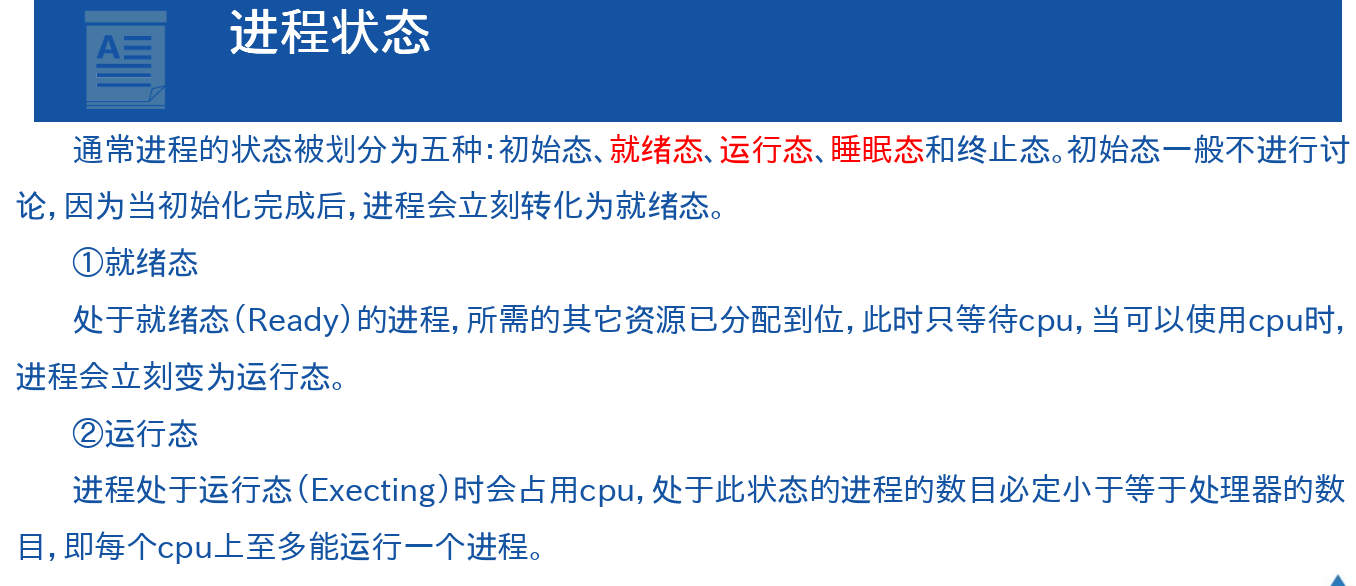 A
进程状态
通常进程的状态被划分为五种:初始态、就绪态、运行态、睡眠态和终止态。初始态一般不进行讨
论,因为当初始化完成后,进程会立刻转化为就绪态。
①就绪态
处于就绪态(Ready)的进程,所需的其它资源已分配到位,此时只等待cpu,当可以使用cpu时,
进程会立刻变为运行态。
②运行态
进程处于运行态(Execting)时会占用cpu,处于此状态的进程的数目必定小于等于处理器的数
目,即每个cpu上至多能运行一个进程。